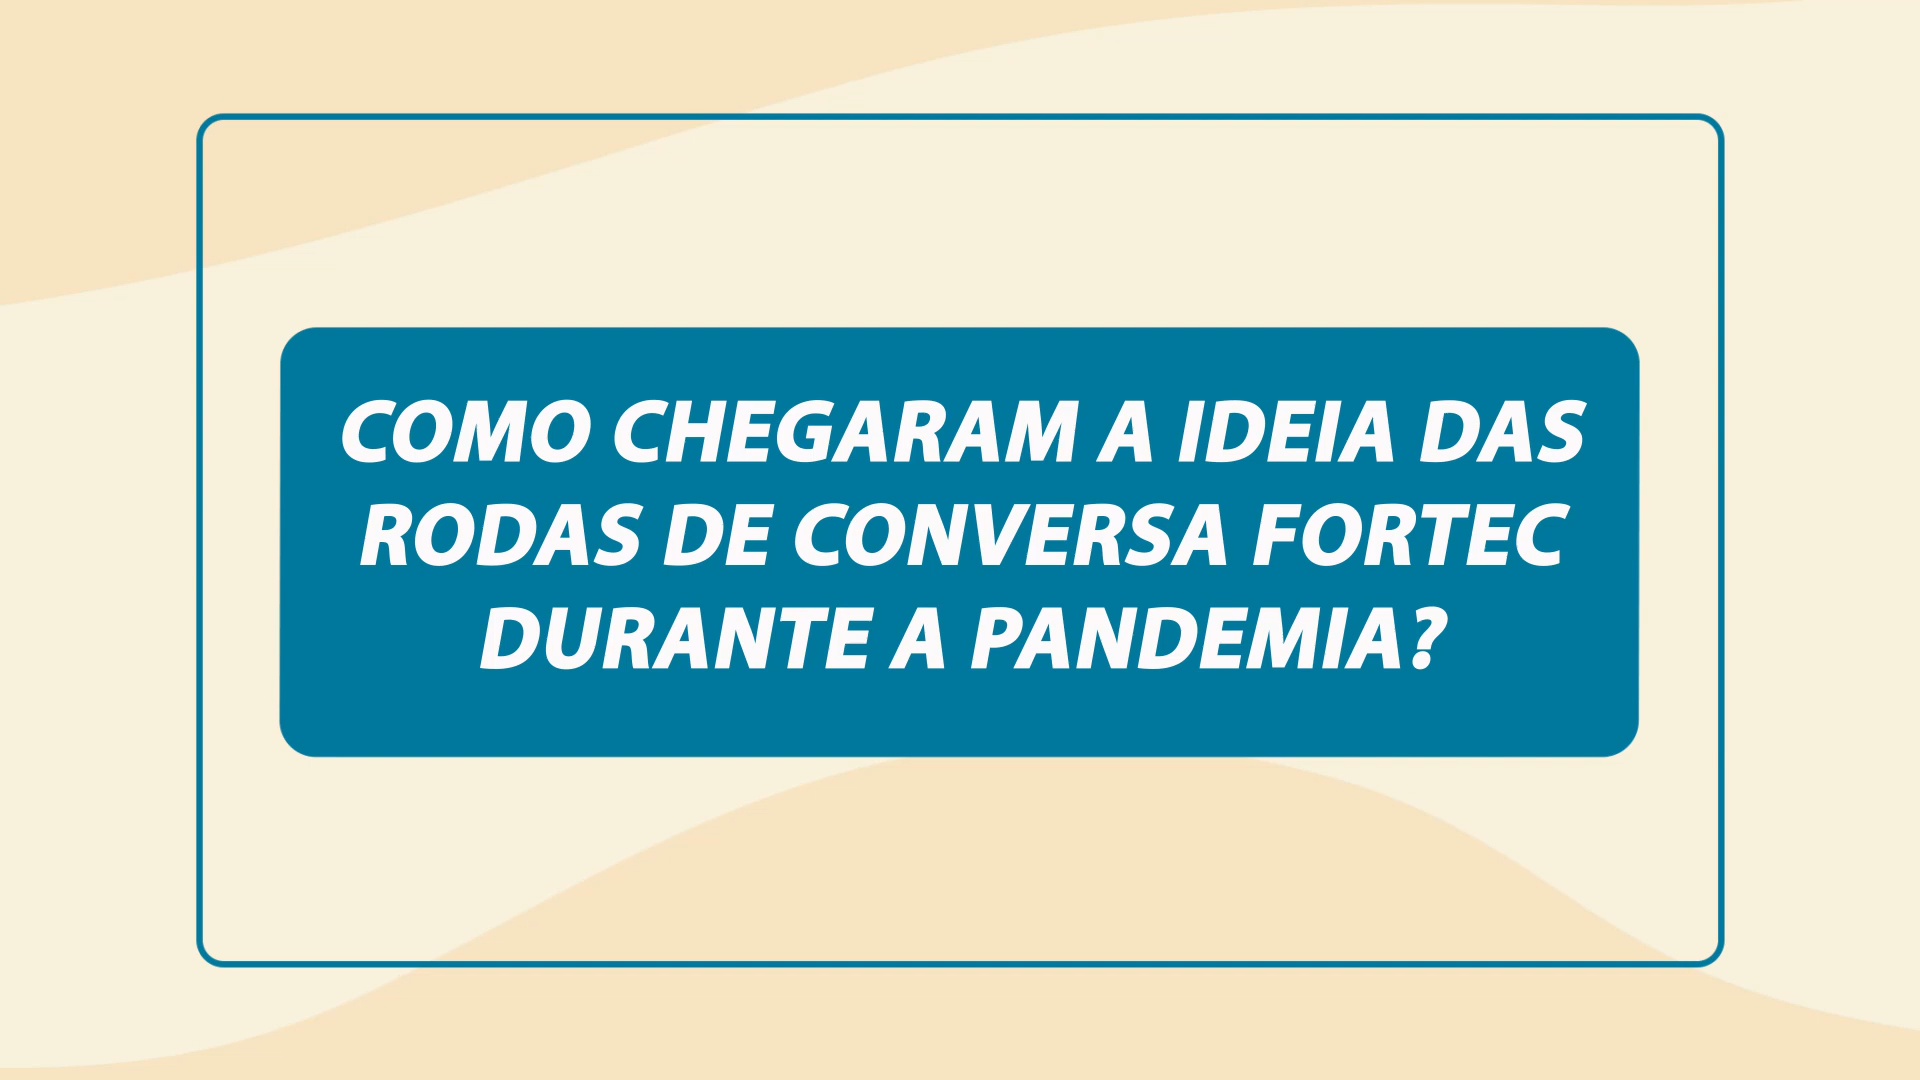 COMO CHEGARAM A IDEIA DAS
RODAS DE CONVERSA FORTEC
DURANTE A PANDEMIA?